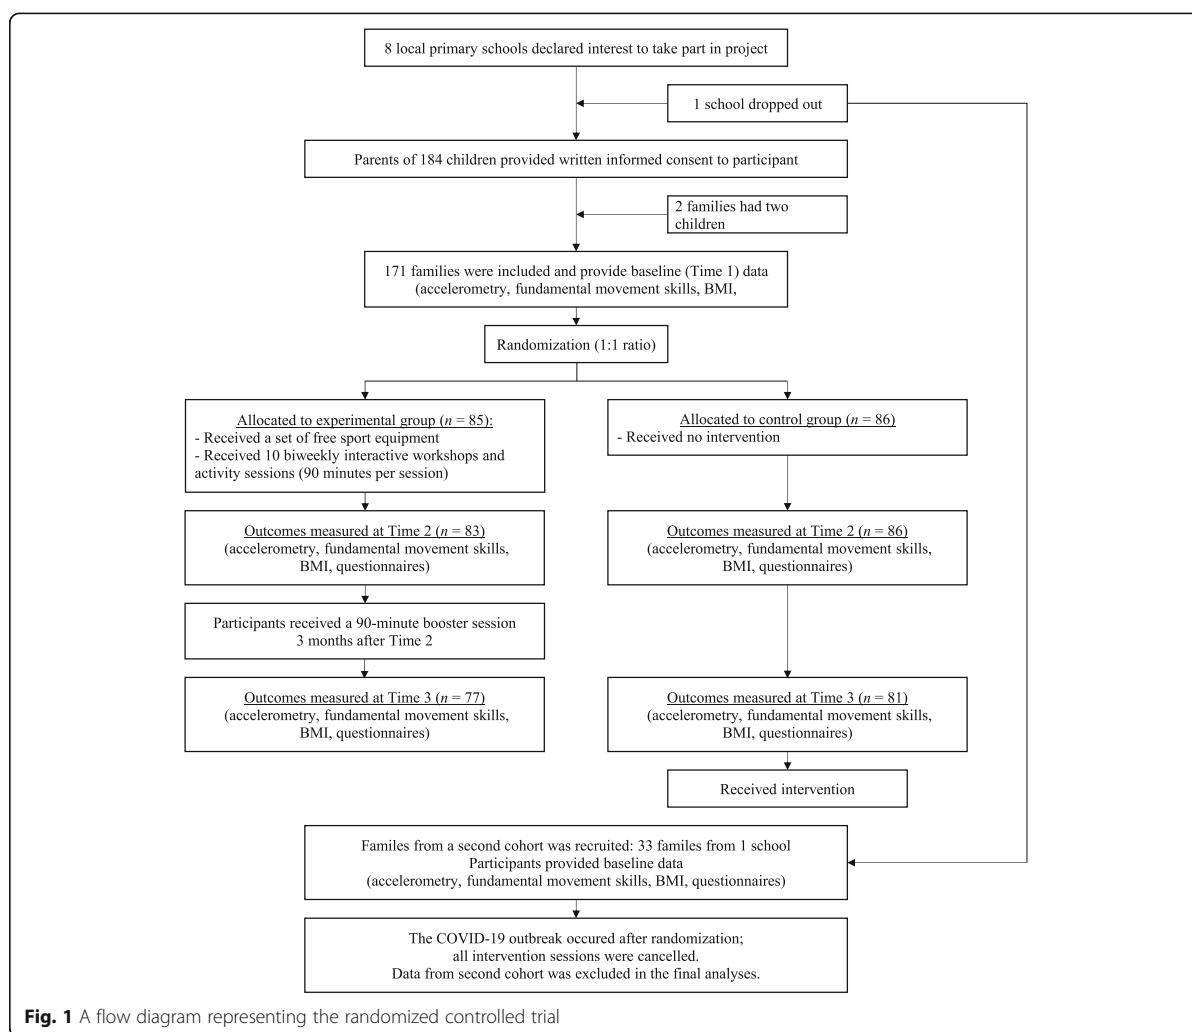 8 local primary schools declared interest to take part in project
1 school dropped out
Parents of 184 children provided written informed consent to participant
2 families had two
children
171 families were included and provide baseline (Time 1) data
(accelerometry, fundamental movement skills, BMI,
Randomization (1:1 ratio)
Allocated to experimental group (n = 85):
- Received a set of free sport equipment
- Received 10 biweekly interactive workshops and
activity sessions (90 minutes per session)
Allocated to control group (n = 86)
- Received no intervention
Outcomes measured at Time 2 (n = 83)
(accelerometry, fundamental movement skills,
BMI, questionnaires)
Outcomes measured at Time 2 (n = 86)
(accelerometry, fundamental movement skills,
BMI, questionnaires)
Participants received a 90-minute booster session
3 months after Time 2
Outcomes measured at Time 3 (n = 77)
(accelerometry, fundamental movement skills,
BMI, questionnaires)
Outcomes measured at Time 3 (n = 81)
(accelerometry, fundamental movement skills,
BMI, questionnaires)
Received intervention
Familes from a second cohort was recruited: 33 families from 1 school
Participants provided baseline data
(accelerometry, fundamental movement skills, BMI, questionnaires)
The COVID-19 outbreak occured after randomization;
all intervention sessions were cancelled.
Data from second cohort was excluded in the final analyses.
Fig. 1 A flow diagram representing the randomized controlled trial